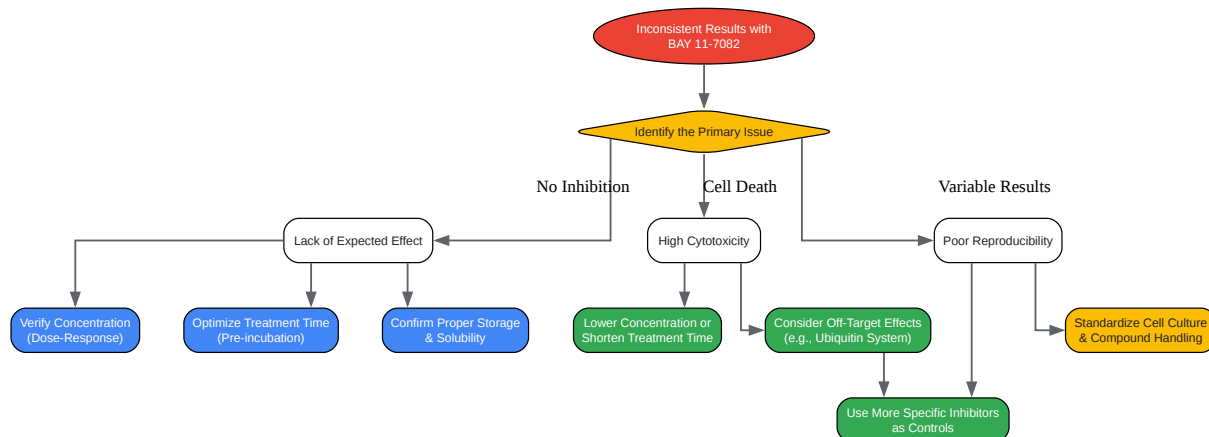 Inconsistent Results with
BAY 11-7082
Identify the Primary Issue
No Inhibition
Cell Death
Variable Results
Lack of Expected Effect
High Cytotoxicity
Poor Reproducibility
Verify Concentration
(Dose-Response)
Optimize Treatment Time
(Pre-incubation)
Confirm Proper Storage
& Solubility
Lower Concentration or
Shorten Treatment Time
Consider Off-Target Effects
(e.g., Ubiquitin System)
Standardize Cell Culture
& Compound Handling
Use More Specific Inhibitors
as Controls